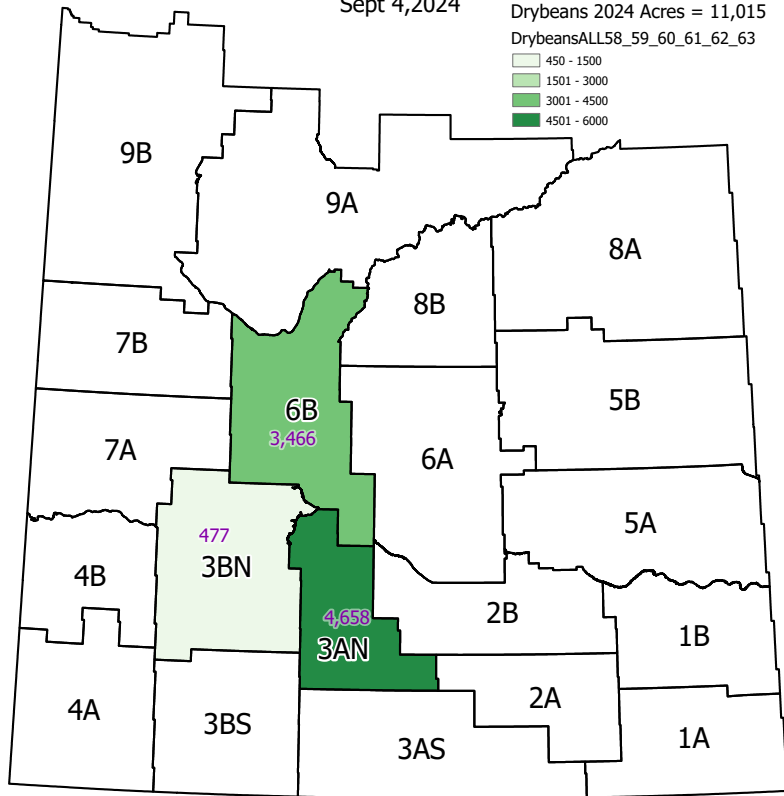 Sept 4,2024
Drybeans 2024 Acres = 11,015
DrybeansALL58_59_60_61_62_63
450 - 1500
1501 - 3000
3001 - 4500
4501 - 6000
9B
9A
8A
8B
7B
5B
6B
3,466
7A
6A
5A
477
3BN
4B
2B
4,658
3AN
1B
2A
4A
3BS
3AS
1A